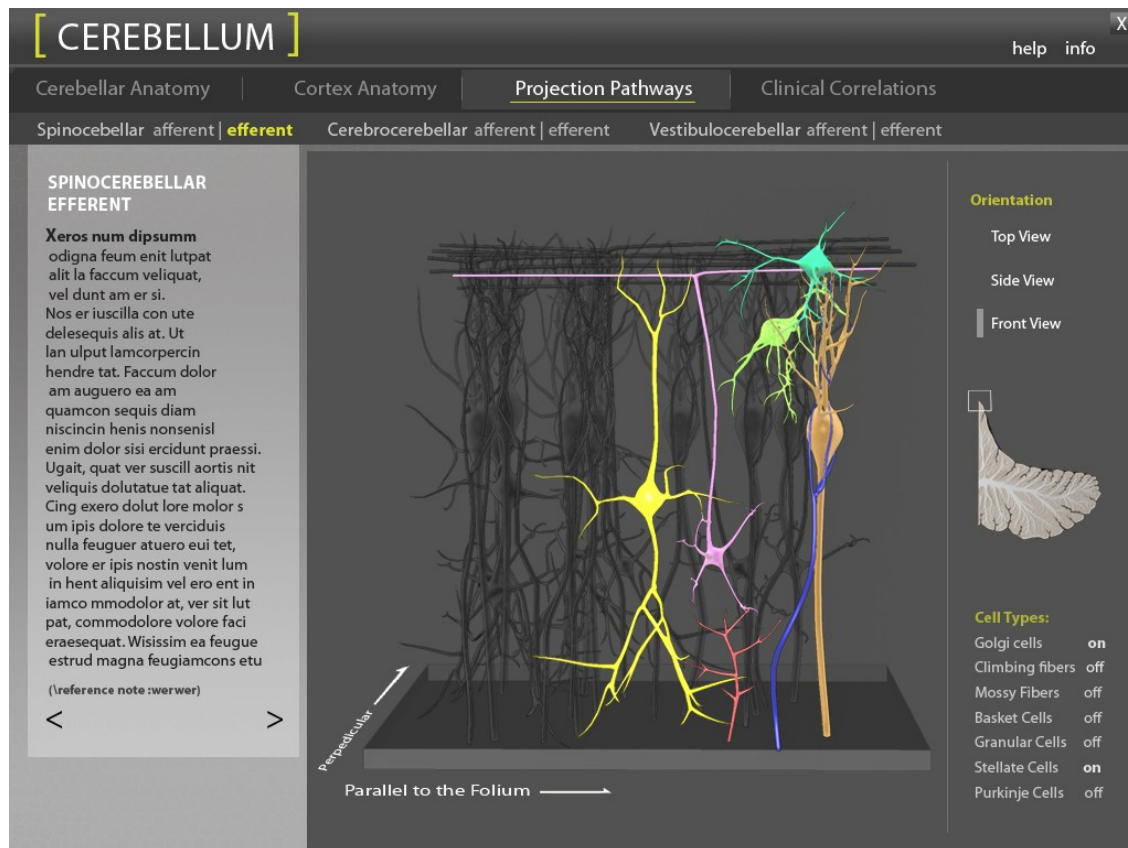 [ CEREBELLUM ]
X
help info
Cerebellar Anatomy Cortex Anatomy Projection Pathways Clinical Correlations
Spinocebellar afferent | efferent Cerebrocerebellar afferent | efferent Vestibulocerebellar afferent | efferent
SPINOCEREBELLAR
EFFERENT
Xeros num dipsumm
odigna feum enit lutpat
alit la faccum veliquat,
vel dunt am er si.
Nos er iuscilla con ute
delesequis alis at. Ut
lan ulput lamcorpercin
hendre tat. Faccum dolor
am auguero ea am
quamcon sequis diam
niscincin henis nonsenisl
enim dolor sisi ercidunt praessi.
Ugait, quat ver suscill aortis nit
veliquis dolutatue tat aliquat.
Cing exero dolut lore molor s
um ipis dolore te verciduis
nulla feuguer atuero eui tet,
volore er ipis nostin venit lum
in hent aliquisim vel ero ent in
iamco mmodolor at, ver sit lut
pat, commodolore volore faci
eraesequat. Wisissim ea feugue
estrud magna feugiamcons etu
(\reference note :werwer)
< >
Perpedicular
Parallel to the Folium
Orientation
Top View
Side View
Front View
Cell Types:
Golgi cells on
Climbing fibers off
Mossy Fibers off
Basket Cells off
Granular Cells off
Stellate Cells on
Purkinje Cells off